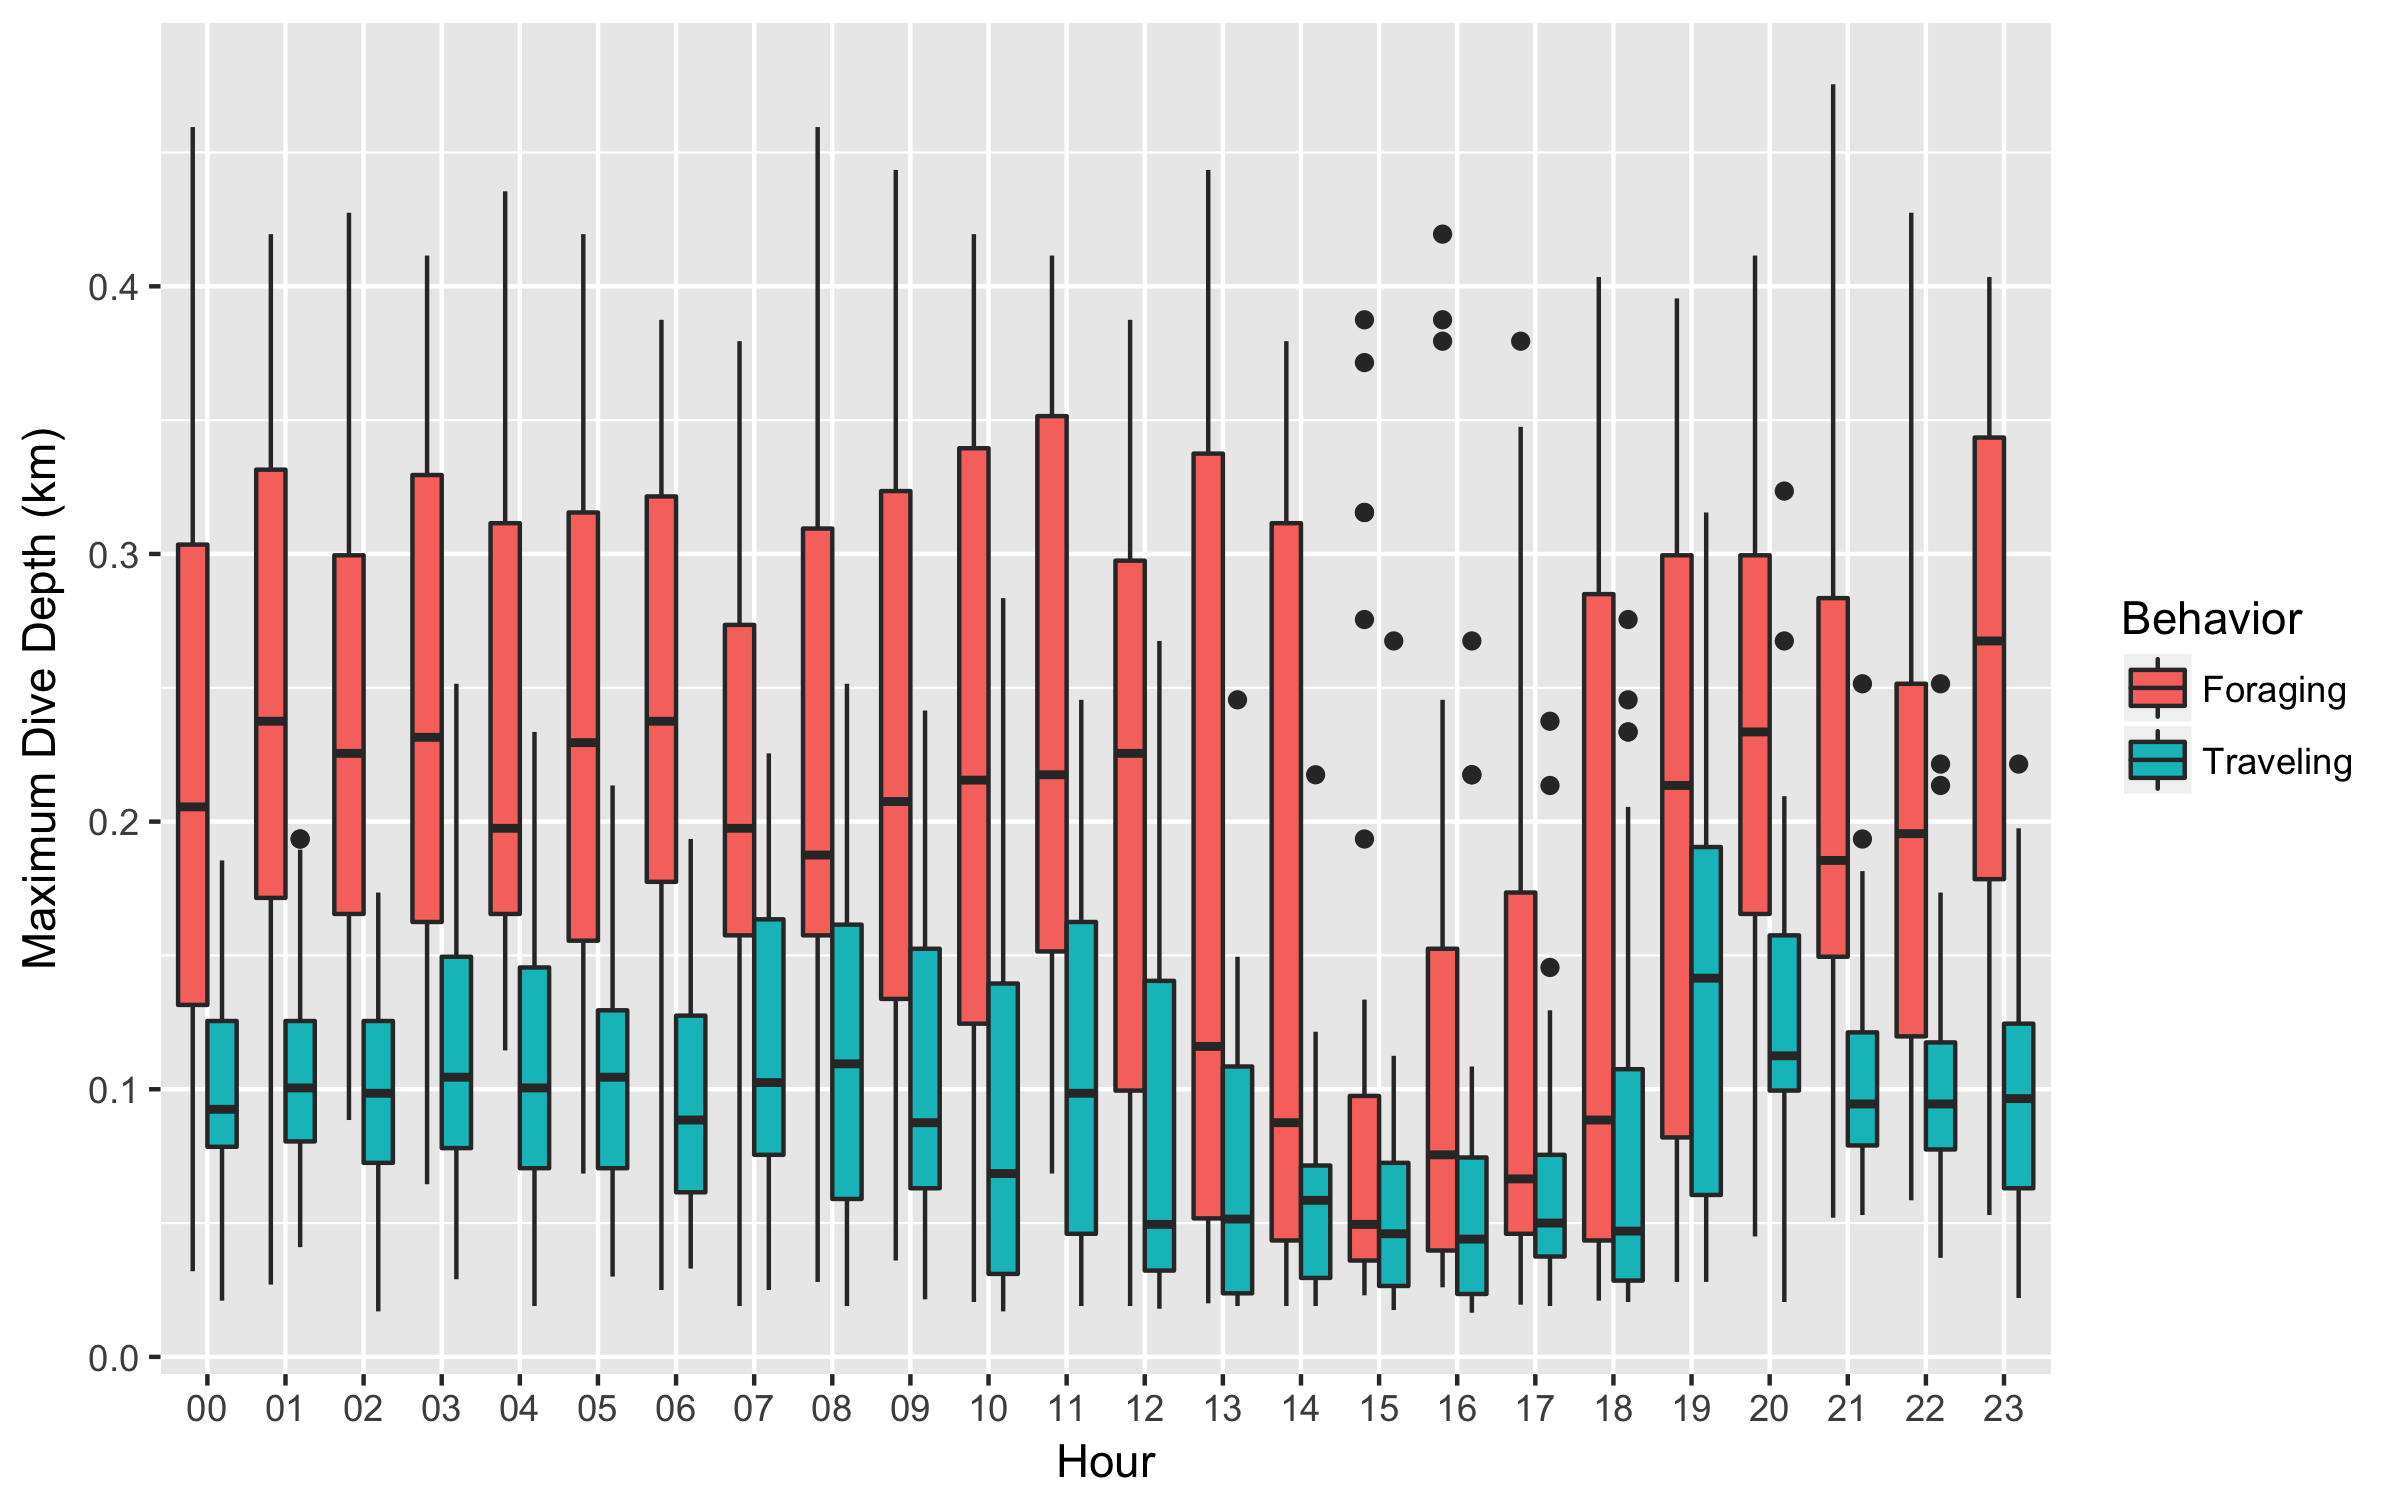 Maximum Dive Depth (km)
0.4
0.3
0.2
0.1
0.0
00 01 02 03 04 05 06 07 08 09 10 11 12 13 14 15 16 17 18 19 20 21 22 23
Hour
Behavior
Foraging
Traveling